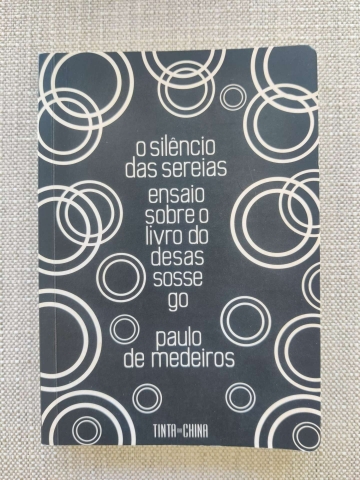 o silêncio
das sereias
ensaio
sobre o
livro do
desas
sosse
go
paulo
de medeiros
TINTA DA CHINA